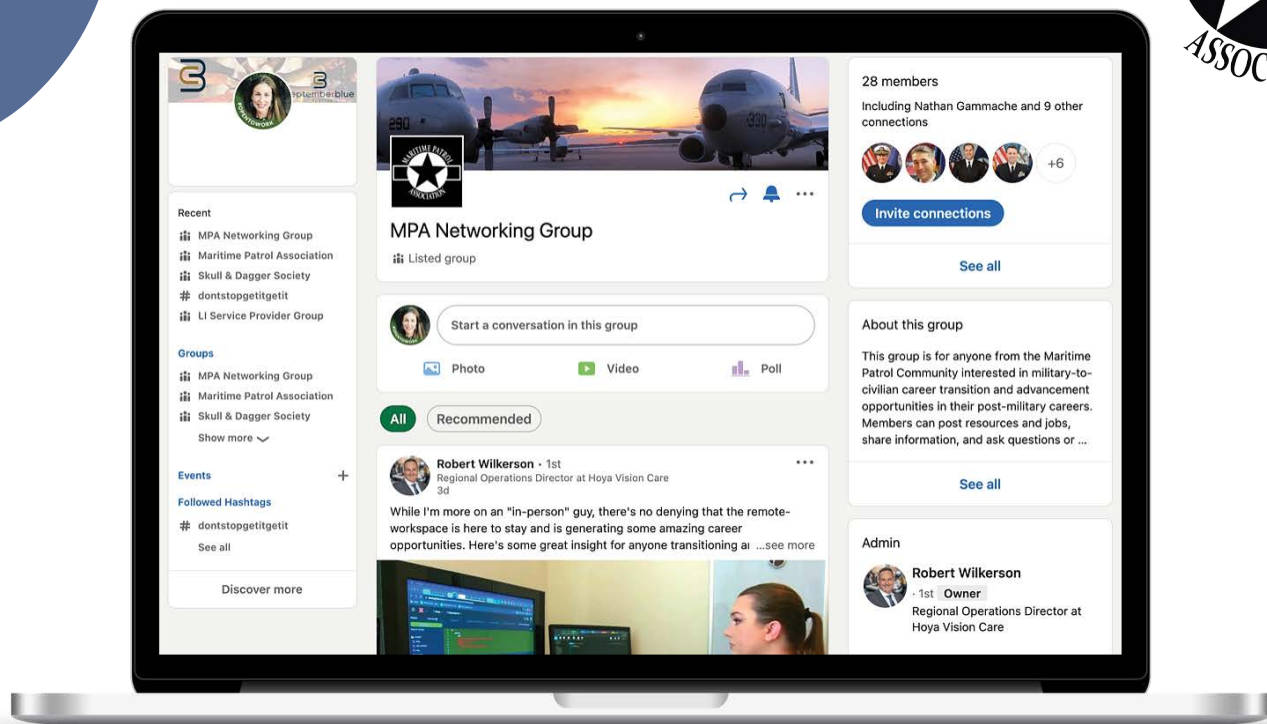 ASSOC
3
3
eptemberblue
#OPENTOWORK
Recent
MPA Networking Group
Maritime Patrol Association
Skull & Dagger Society
# dontstopgetitgetit
LI Service Provider Group
Groups
MPA Networking Group
Maritime Patrol Association
Skull & Dagger Society
Show more
Events +
Followed Hashtags
# dontstopgetitgetit
See all
Discover more
290
330
MARITIME PATROL
ASSOCIATION
MPA Networking Group
Listed group
Start a conversation in this group
Photo
Video
Poll
All
Recommended
Robert Wilkerson · 1st
Regional Operations Director at Hoya Vision Care
3d
While I'm more on an "in-person" guy, there's no denying that the remote-
workspace is here to stay and is generating some amazing career
opportunities. Here's some great insight for anyone transitioning ...see more
28 members
Including Nathan Gammache and 9 other
connections
+6
Invite connections
See all
About this group
This group is for anyone from the Maritime
Patrol Community interested in military-to-
civilian career transition and advancement
opportunities in their post-military careers.
Members can post resources and jobs,
share information, and ask questions or ...
See all
Admin
Robert Wilkerson
· 1st Owner
Regional Operations Director at
Hoya Vision Care